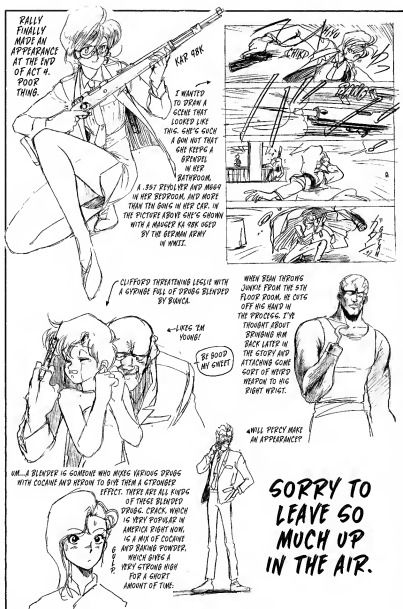 RALLY
FINALLY
MADE AN
APPEARANCE
AT THE END
OF ACT 4.
POOR
THING.
KAR 98K
I WANTED
TO DRAW A
SCENE THAT
LOOKED LIKE
THIS. SHE'S SUCH
A GUN NUT THAT
SHE KEEPS A
GRENDEL
IN HER
BATHROOM,
A .357 REVOLVER AND M669
IN HER BEDROOM, AND MORE
THAN TEN GUNS IN HER CAR. IN
THE PICTURE ABOVE SHE'S SHOWN
WITH A MAUSER KA 98K USED
BY THE GERMAN ARMY
IN WWII.
CLIFFORD THREATNING LESLIE WITH
A SYRINGE FULL OF DRUGS BLENDED
BY BIANCA.
LIKES 'EM
YOUNG!
BE GOOD
MY SWEET
WHEN BEAN THROWS
JUNKIE FROM THE 5TH
FLOOR ROOM, HE CUTS
OFF HIS HAND IN
THE PROCESS. I'VE
THOUGHT ABOUT
BRINGING HIM
BACK LATER IN
THE STORY AND
ATTACHING SOME
SORT OF WEIRD
WEAPON TO HIS
RIGHT WRIST.
WILL PERCY MAKE
AN APPEARANCE?
UM...A BLENDER IS SOMEONE WHO MIXES VARIOUS DRUGS
WITH COCAINE AND HEROIN TO GIVE THEM A STRONGER
EFFECT. THERE ARE ALL KINDS
OF THESE BLENDED
DRUGS. CRACK, WHICH
IS VERY POPULAR IN
AMERICA RIGHT NOW,
IS A MIX OF COCAINE
AND BAKING POWDER,
WHICH GIVES A
VERY STRONG HIGH
FOR A SHORT
AMOUNT OF TIME.
GULP
SORRY TO
LEAVE SO
MUCH UP
IN THE AIR.